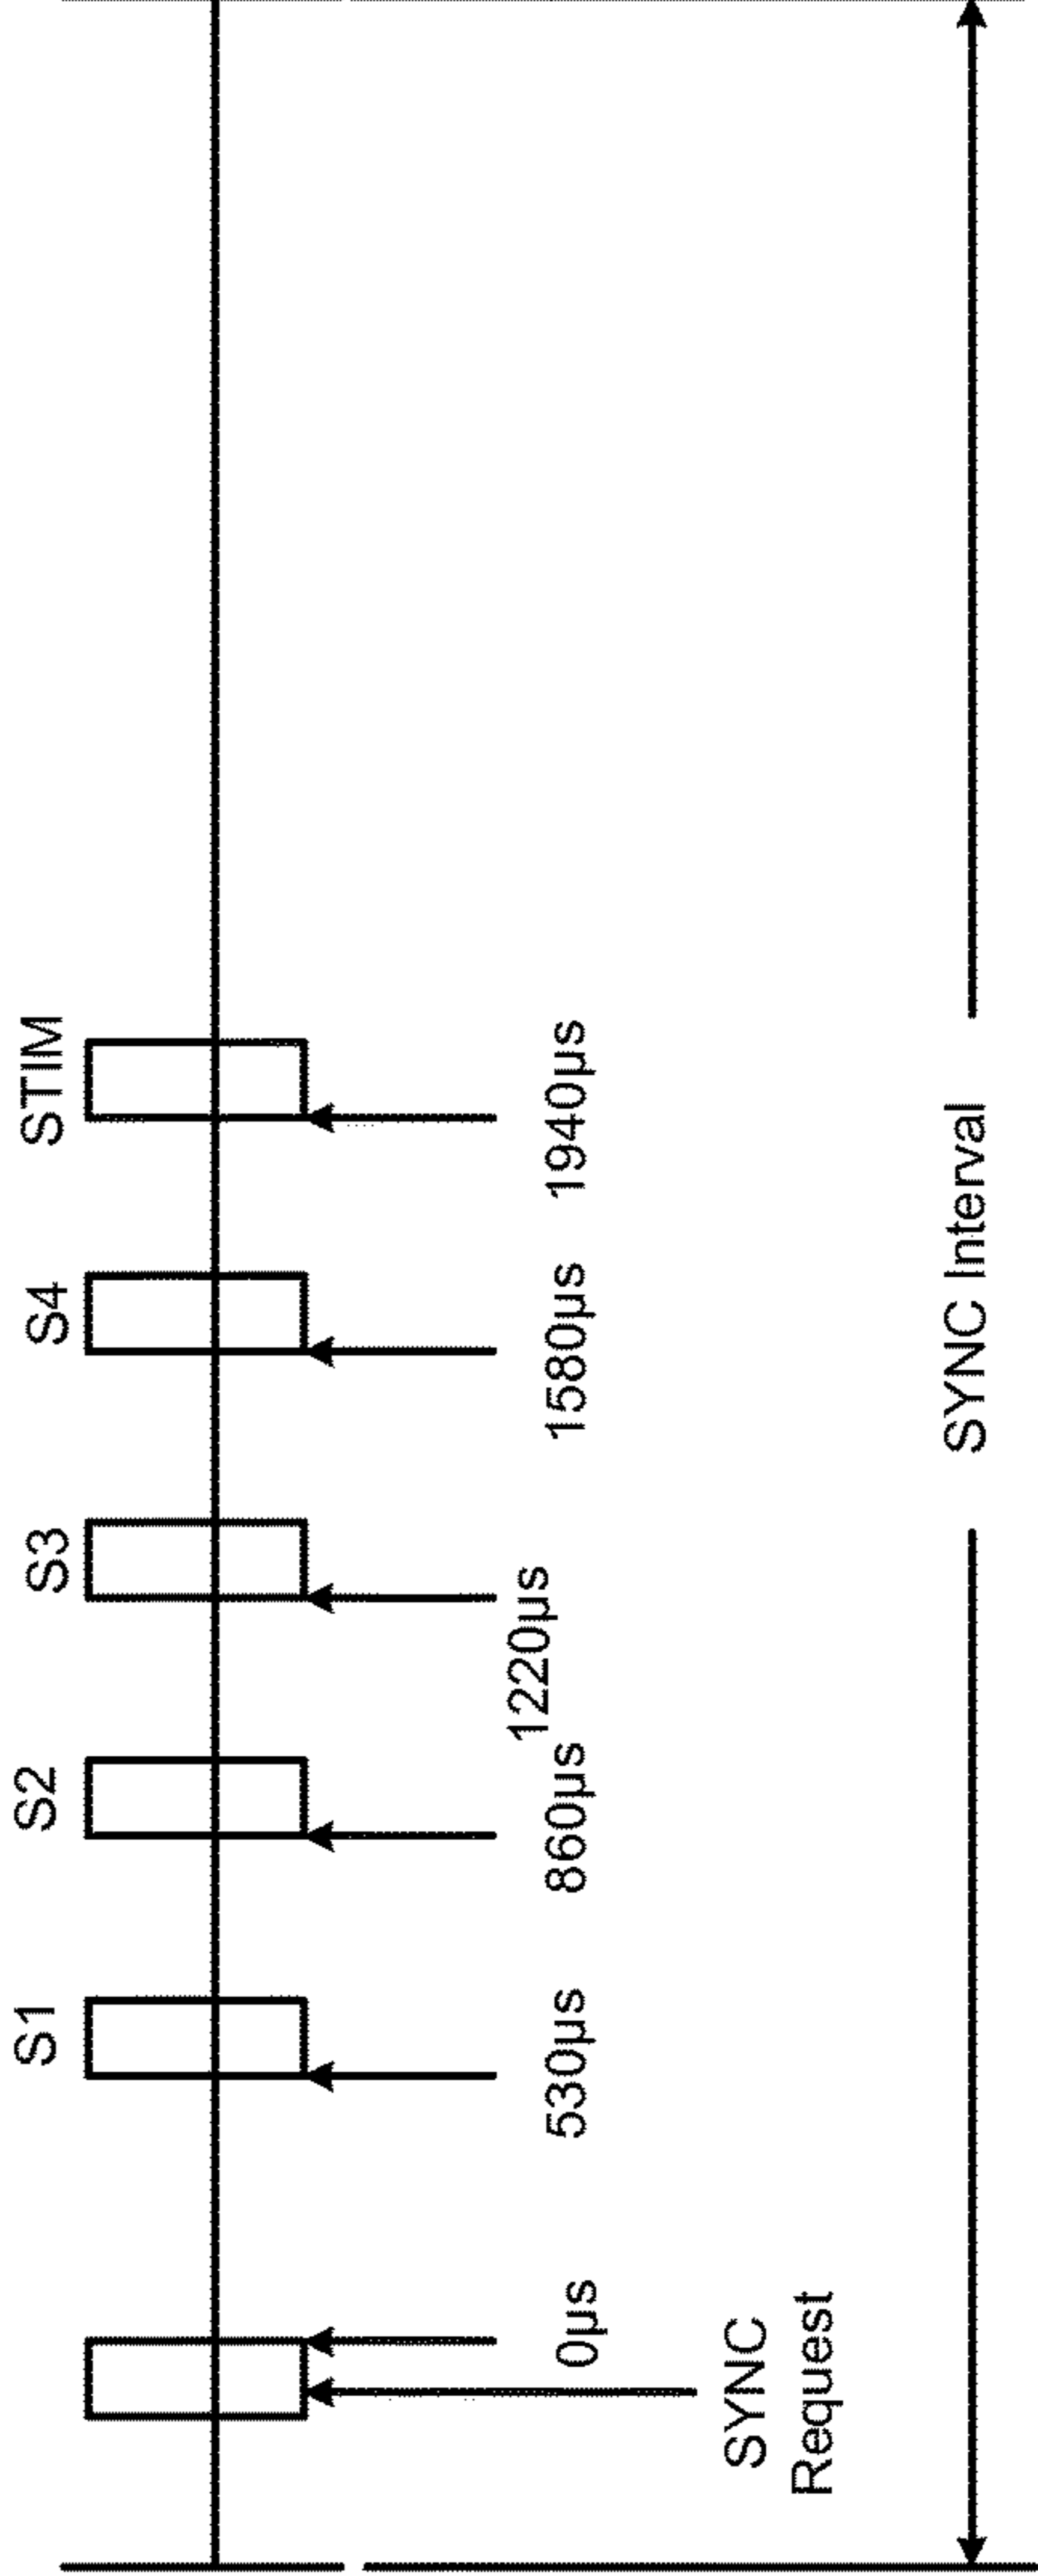 S1
S2
S3
S4
STIM
0µs
530µs
860µs
1220µs
1580µs
1940µs
SYNC
Request
SYNC Interval